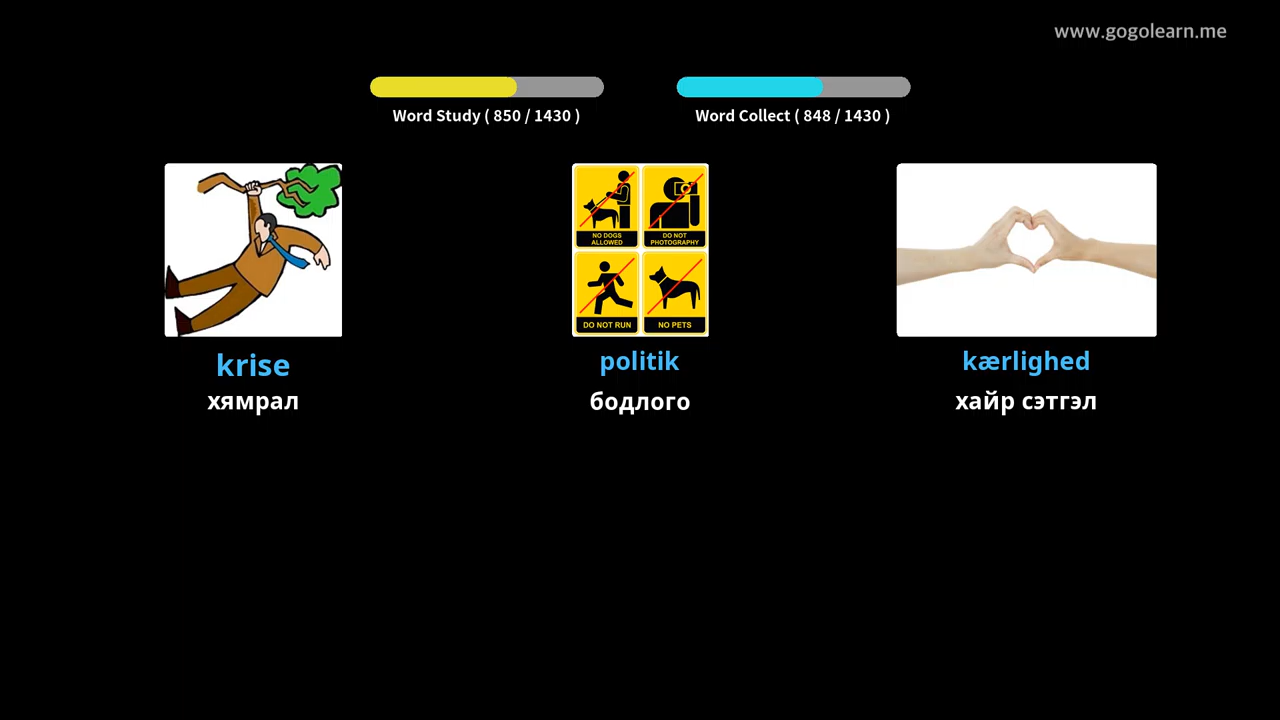 www.gogolearn.me
Word Study ( 850 / 1430 )
Word Collect ( 848 / 1430 )
NO DOGS
ALLOWED
DO NOT
PHOTOGRAPHY
DO NOT RUN
NO PETS
krise
politik
kærlighed
хямрал
бодлого
хайр сэтгэл